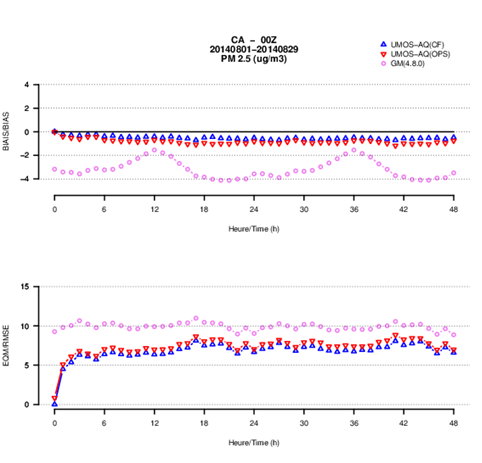 CA − 00Z
20140801−20140829
PM 2.5 (ug/m3)
UMOS−AQ(CF)
UMOS−AQ(OPS)
GM(4.8.0)
BIAIS/BIAS
4
2
0
−2
−4
0 6 12 18 24 30 36 42 48
Heure/Time (h)
EQM/RMSE
15
10
5
0
0 6 12 18 24 30 36 42 48
Heure/Time (h)